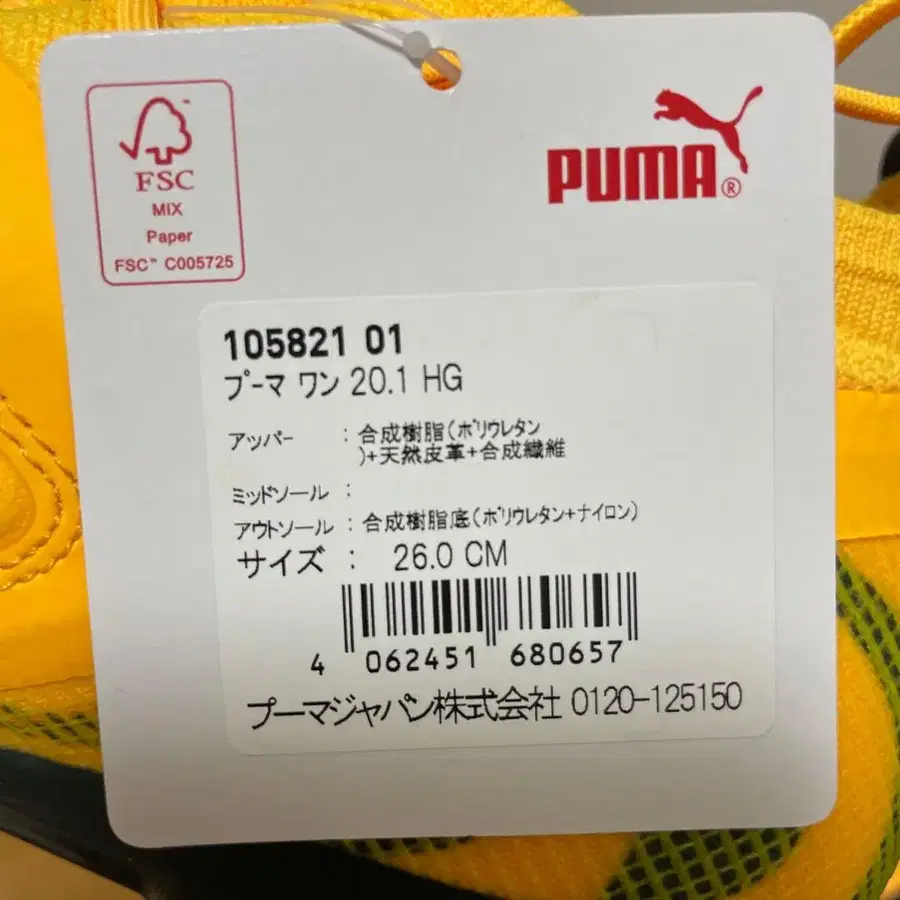 FSC
MIX
Paper
FSC™ C005725
PUMA®
105821 01
プーマ ワン 20.1 HG
アッパー : 合成樹脂(ポリウレタン
)+天然皮革+合成繊維
ミッドソール :
アウトソール : 合成樹脂底(ポリウレタン+ナイロン)
サイズ : 26.0 CM
4 062451 680657
プーマジャパン株式会社 0120-125150